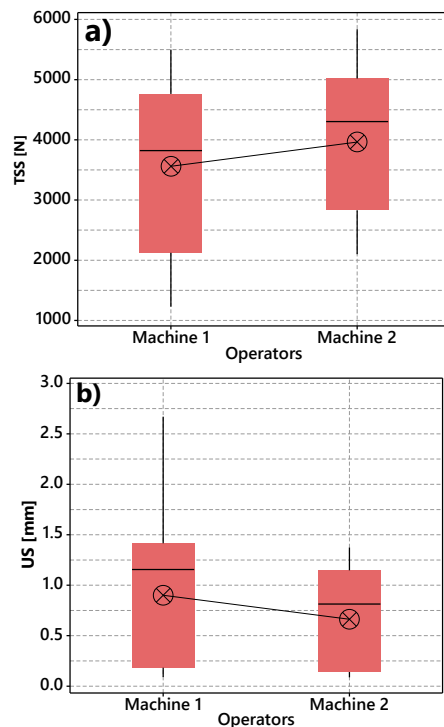 a)
6000
5000
4000
3000
2000
1000
TSS [N]
Machine 1
Machine 2
Operators
b)
3.0
2.5
2.0
1.5
1.0
0.5
0.0
US [mm]
Machine 1
Machine 2
Operators